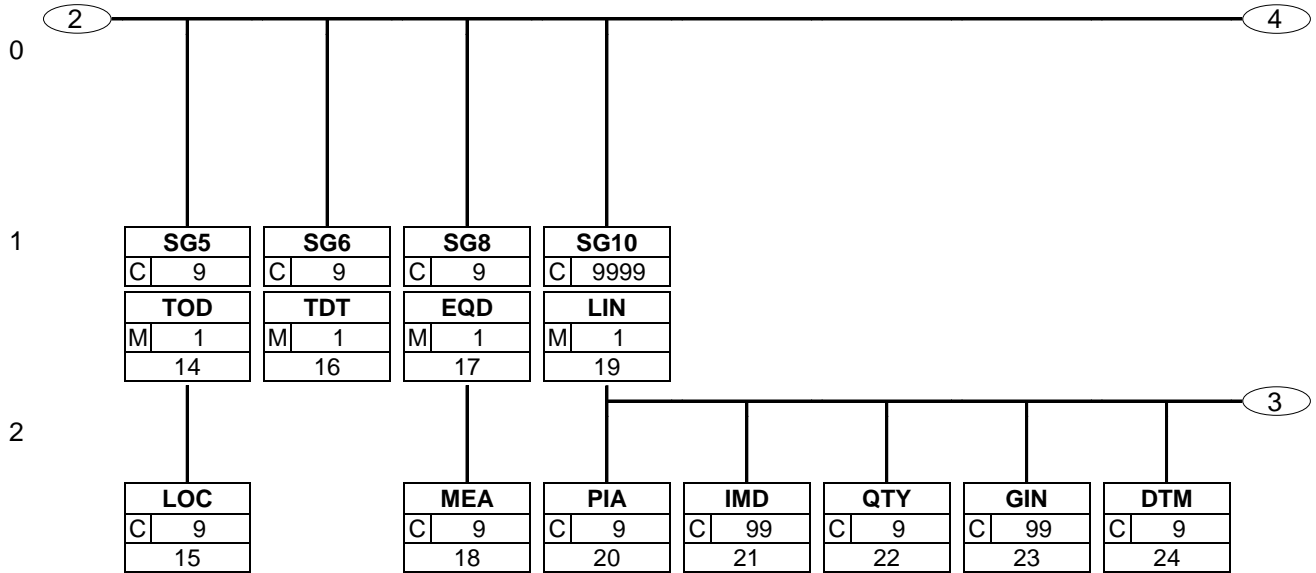 2 4
0
1
SG5 SG6 SG8 SG10
C 9 C 9 C 9 C 9999
TOD TDT EQD LIN
M 1 M 1 M 1 M 1
14 16 17 19
3
2
LOC MEA PIA IMD QTY GIN DTM
C 9 C 9 C 9 C 99 C 9 C 99 C 9
15 18 20 21 22 23 24